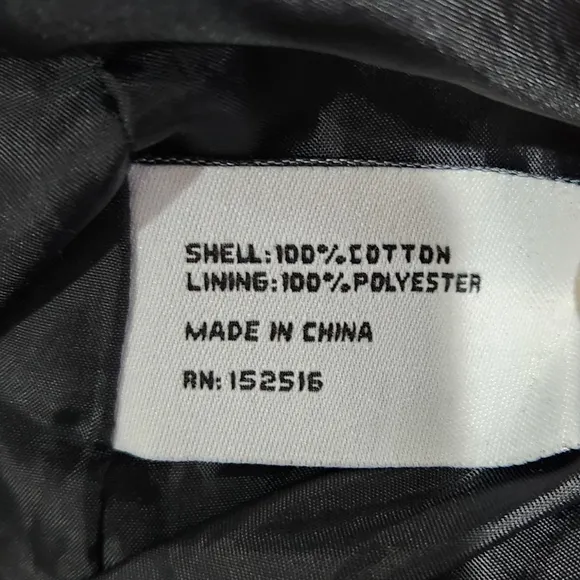 SHELL:100%COTTON
LINING:100%POLYESTER
MADE IN CHINA
RN:152516